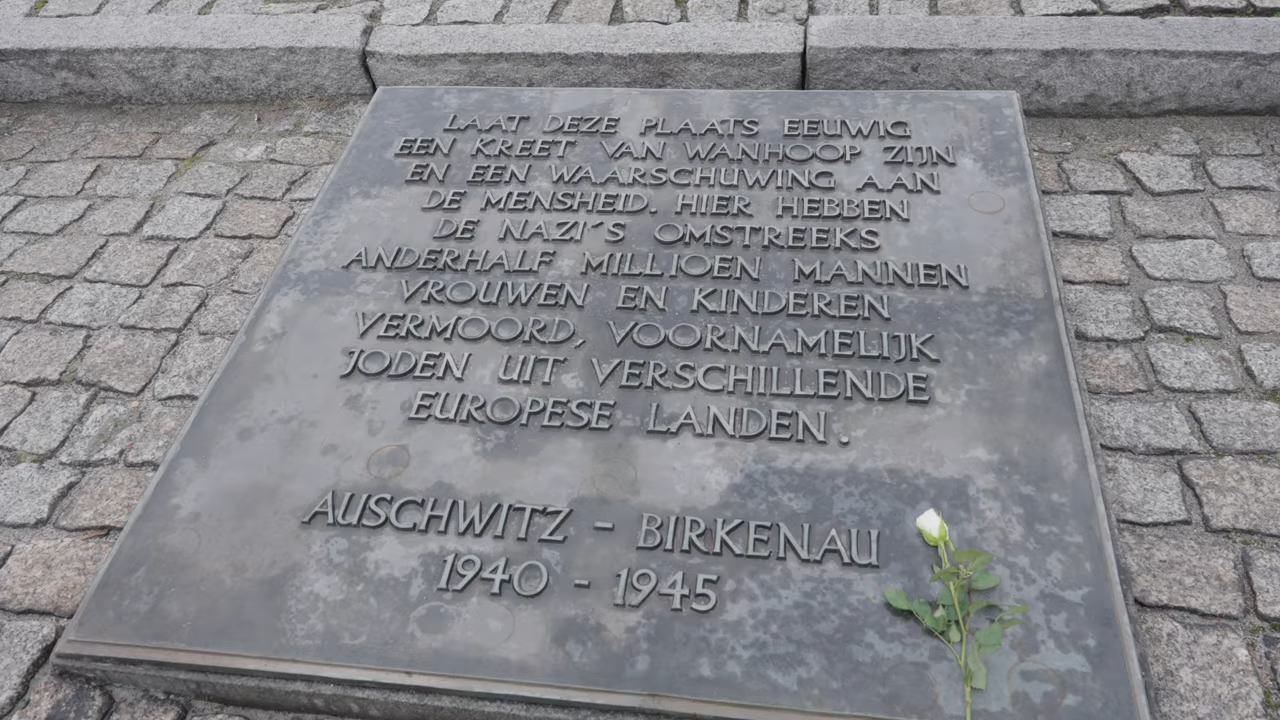 LAAT DEZE PLAATS EEUWIG
EEN KREET VAN WANHOOP ZIJN
EN EEN WAARSCHUWING AAN
DE MENSHEID. HIER HEBBEN
DE NAZI´S OMSTREEKS
ANDERHALF MILLIOEN MANNEN
VROUWEN EN KINDEREN
VERMOORD, VOORNAMELIJK
JODEN UIT VERSCHILLENDE
EUROPESE LANDEN.
AUSCHWITZ - BIRKENAU
1940 - 1945